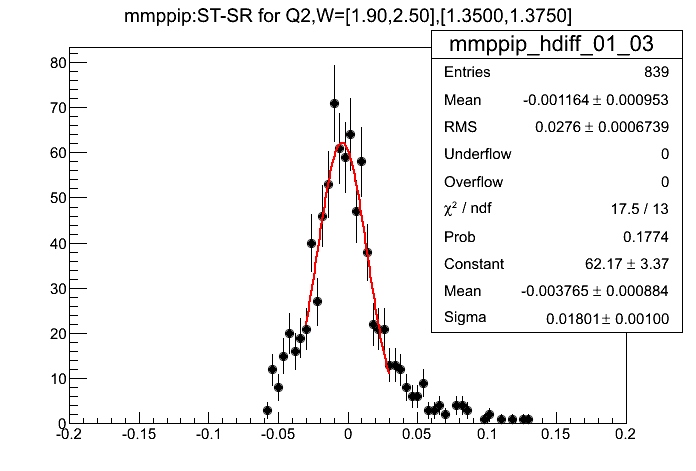 mmppip:ST-SR for Q2,W=[1.90,2.50],[1.3500,1.3750]
mmppip_hdiff_01_03
Entries 839
Mean -0.001164 ± 0.000953
RMS 0.0276 ± 0.0006739
Underflow 0
Overflow 0
χ² / ndf 17.5 / 13
Prob 0.1774
Constant 62.17 ± 3.37
Mean -0.003765 ± 0.000884
Sigma 0.01801 ± 0.00100
80
70
60
50
40
30
20
10
0
-0.2 -0.15 -0.1 -0.05 0 0.05 0.1 0.15 0.2